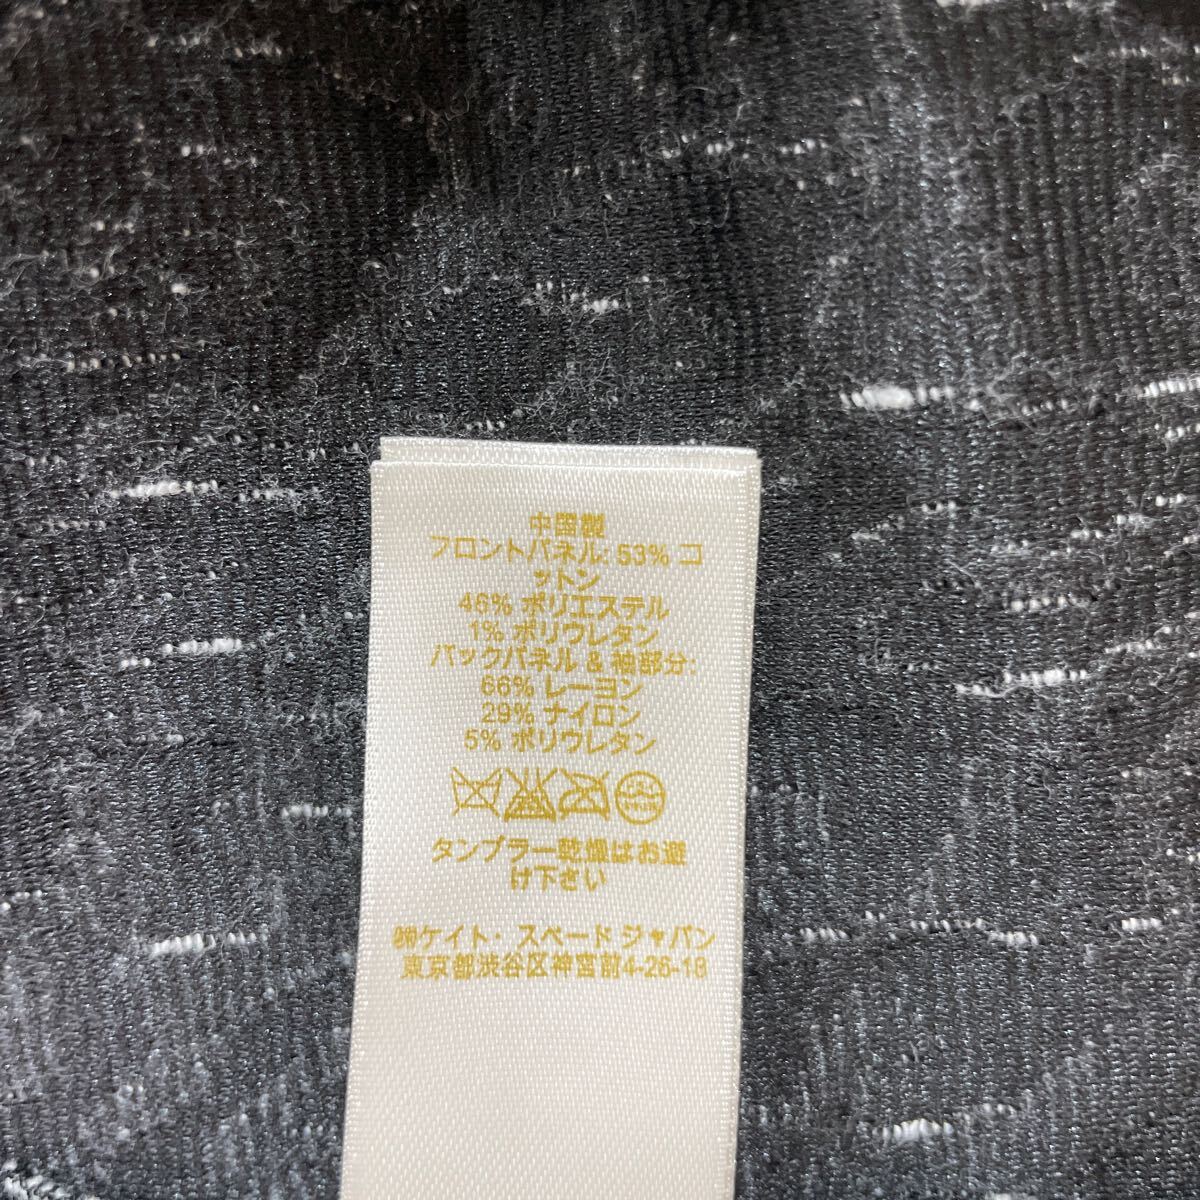 中国製
フロントパネル: 53% コ
ットン
46% ポリエステル
1% ポリウレタン
バックパネル & 袖部分:
66% レーヨン
29% ナイロン
5% ポリウレタン
タンブラー乾燥はお避
け下さい
㈱ケイト・スペード ジャパン
東京都渋谷区神宮前4-26-18